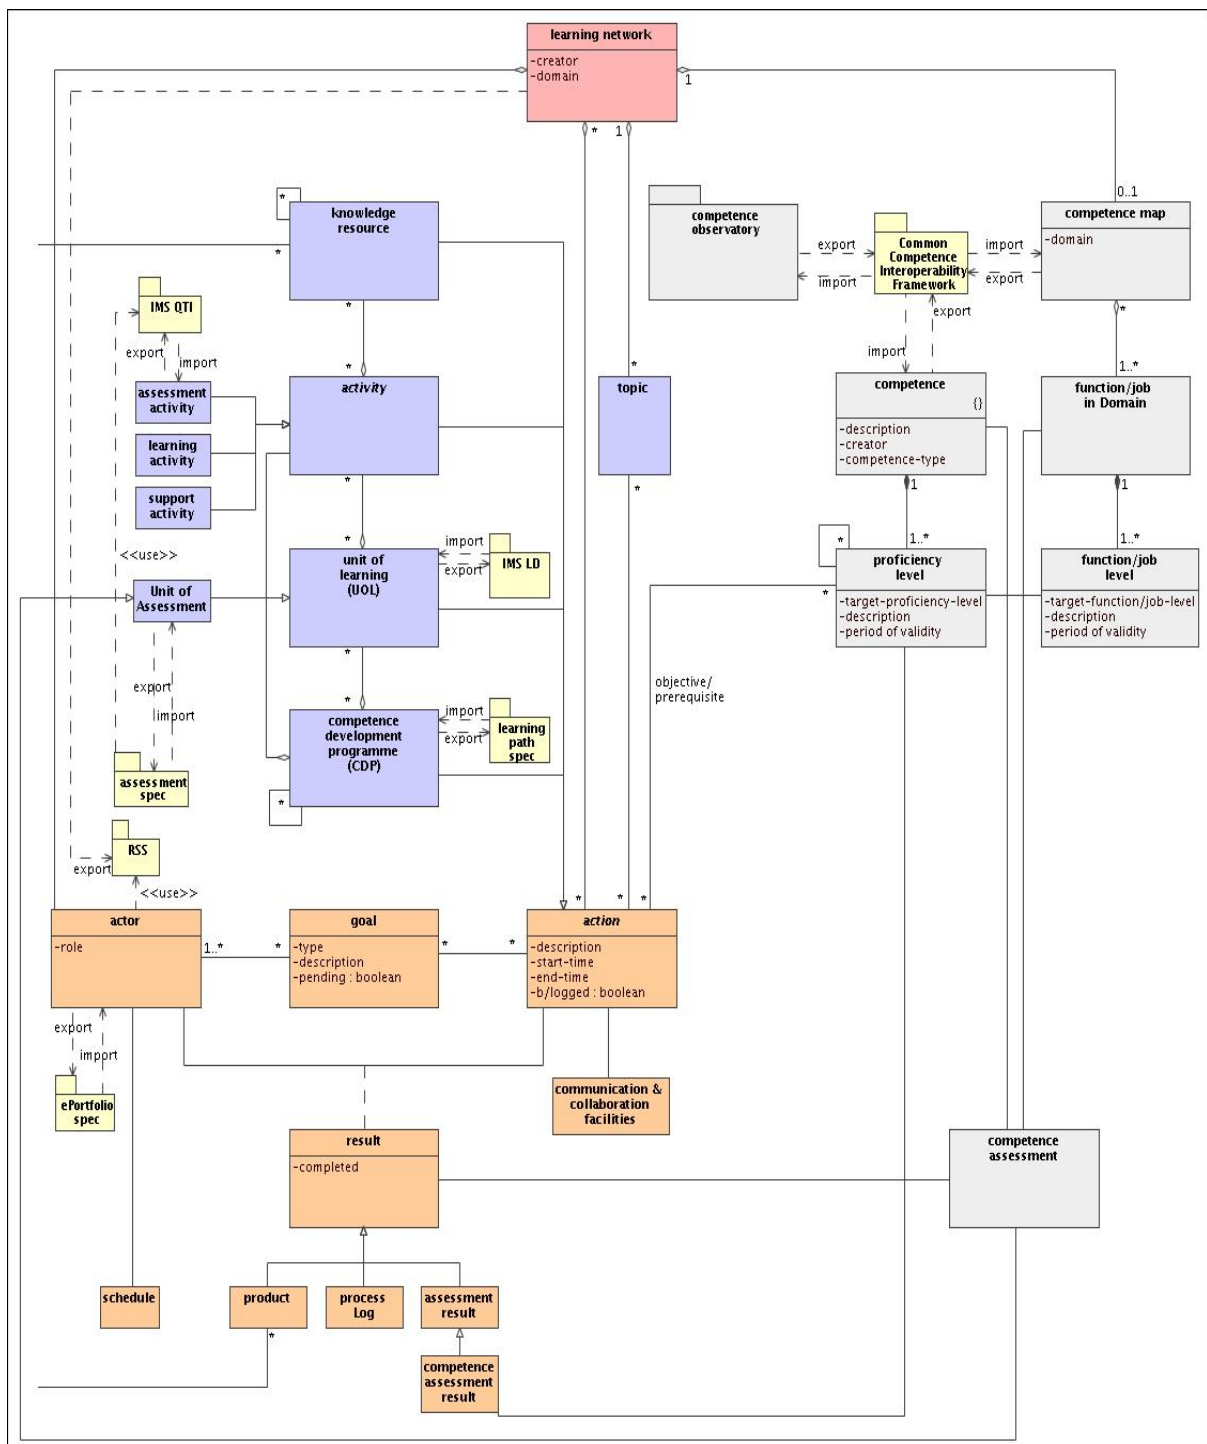 learning network
-creator
-domain
1
*
1
0..1
*
knowledge
resource
*
competence
observatory
export
import
Common
Competence
Interoperability
Framework
import
export
competence map
-domain
IMS QTI
export
import
*
*
*
import
export
*
1..*
assessment
activity
learning
activity
support
activity
activity
topic
competence
{}
-description
-creator
-competence-type
function/job
in Domain
*
*
1
1
<<use>>
*
unit of
learning
(UOL)
import
export
IMS LD
*
1..*
1..*
Unit of
Assessment
proficiency
level
-target-proficiency-level
-description
-period of validity
*
function/job
level
-target-function/job-level
-description
-period of validity
*
export
import
objective/
prerequisite
*
competence
development
programme
(CDP)
import
export
learning
path
spec
assessment
spec
*
RSS
export
<<use>>
*
*
*
actor
-role
1..*
*
goal
-type
-description
-pending : boolean
*
*
action
-description
-start-time
-end-time
-b/logged : boolean
export
import
ePortfolio
spec
communication &
collaboration
facilities
result
-completed
competence
assessment
schedule
product
process
Log
assessment
result
*
competence
assessment
result